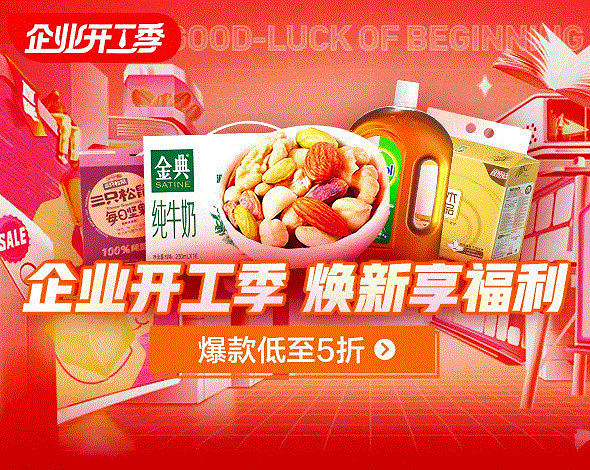 企业开工季
GOOD-LUCK OF BEGINNING
金典
SATINE
纯牛奶
三只松鼠
每日坚果
100%
SALE
企业开工季 焕新享福利
爆款低至5折